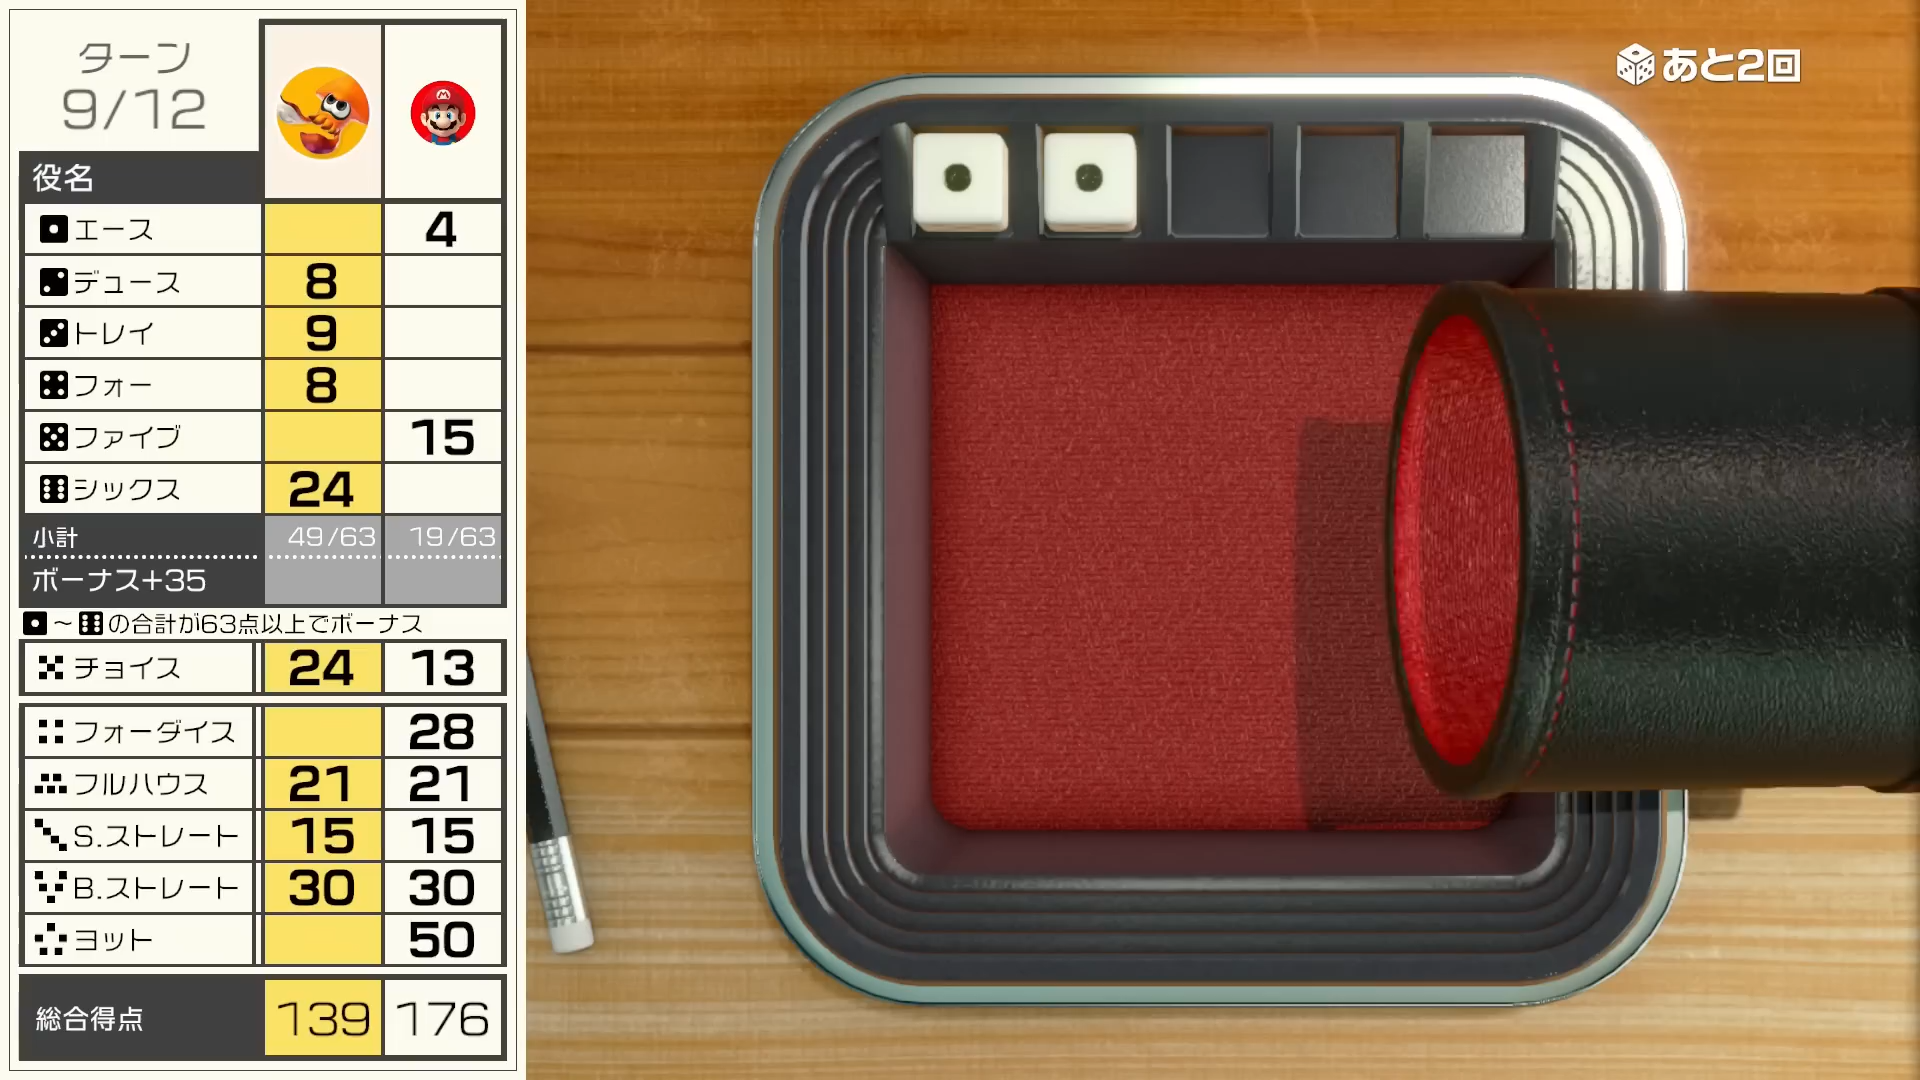 ターン
9/12
役名
エース 4
デュース 8
トレイ 9
フォー 8
ファイブ 15
シックス 24
小計 49/63 19/63
ボーナス+35
～の合計が63点以上でボーナス
チョイス 24 13
フォーダイス 28
フルハウス 21 21
S.ストレート 15 15
B.ストレート 30 30
ヨット 50
総合得点 139 176
あと2回
M